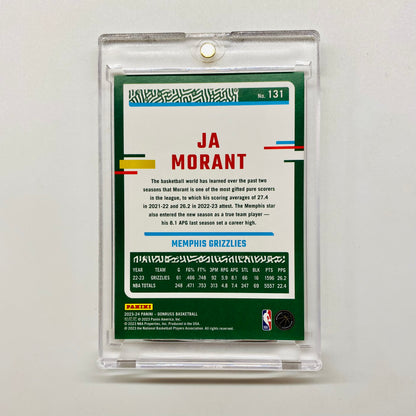 No. 131
JA
MORANT
The basketball world has learned over the past two
seasons that Morant is one of the most gifted pure scorers
in the league, to which his scoring averages of 27.4
in 2021-22 and 26.2 in 2022-23 attest. The Memphis star
also entered the new season as a true team player —
his 8.1 APG last season set a career high.
MEMPHIS GRIZZLIES
YEAR TEAM G FG% FT% 3PM RPG APG STL BLK PTS PPG
22-23 GRIZZLIES 61 .466 .748 92 5.9 8.1 66 16 1596 26.2
NBA TOTALS 248 .471 .753 313 4.8 7.4 247 69 5557 22.4
PANINI
2023-24 PANINI - DONRUSS BASKETBALL
© 2023 Panini America, Inc.
© 2023 NBA Properties, Inc. Produced in the USA.
© 2023 the National Basketball Players Association. All Rights Reserved.